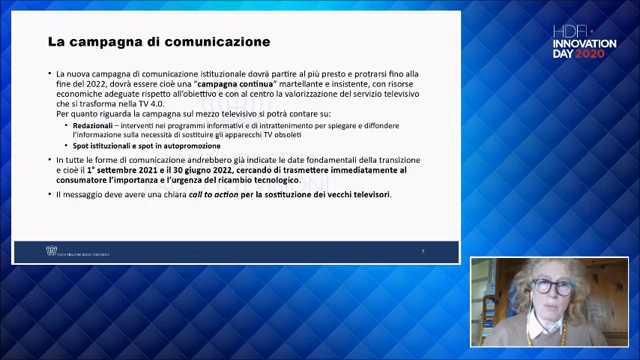 La campagna di comunicazione
• La nuova campagna di comunicazione istituzionale dovrà partire al più presto e protrarsi fino alla
fine del 2022, dovrà essere cioè una "campagna continua" martellante e insistente, con risorse
economiche adeguate rispetto all'obiettivo e con al centro la valorizzazione del servizio televisivo
che si trasforma nella TV 4.0.
Per quanto riguarda la campagna sul mezzo televisivo si potrà contare su:
• Redazionali – interventi nei programmi informativi e di intrattenimento per spiegare e diffondere
l'informazione sulla necessità di sostituire gli apparecchi TV obsoleti
• Spot istituzionali e spot in autopromozione
• In tutte le forme di comunicazione andrebbero già indicate le date fondamentali della transizione
e cioè il 1° settembre 2021 e il 30 giugno 2022, cercando di trasmettere immediatamente al
consumatore l'importanza e l'urgenza del ricambio tecnologico.
• Il messaggio deve avere una chiara call to action per la sostituzione dei vecchi televisori.
7
HDFI
INNOVATION
DAY 2020